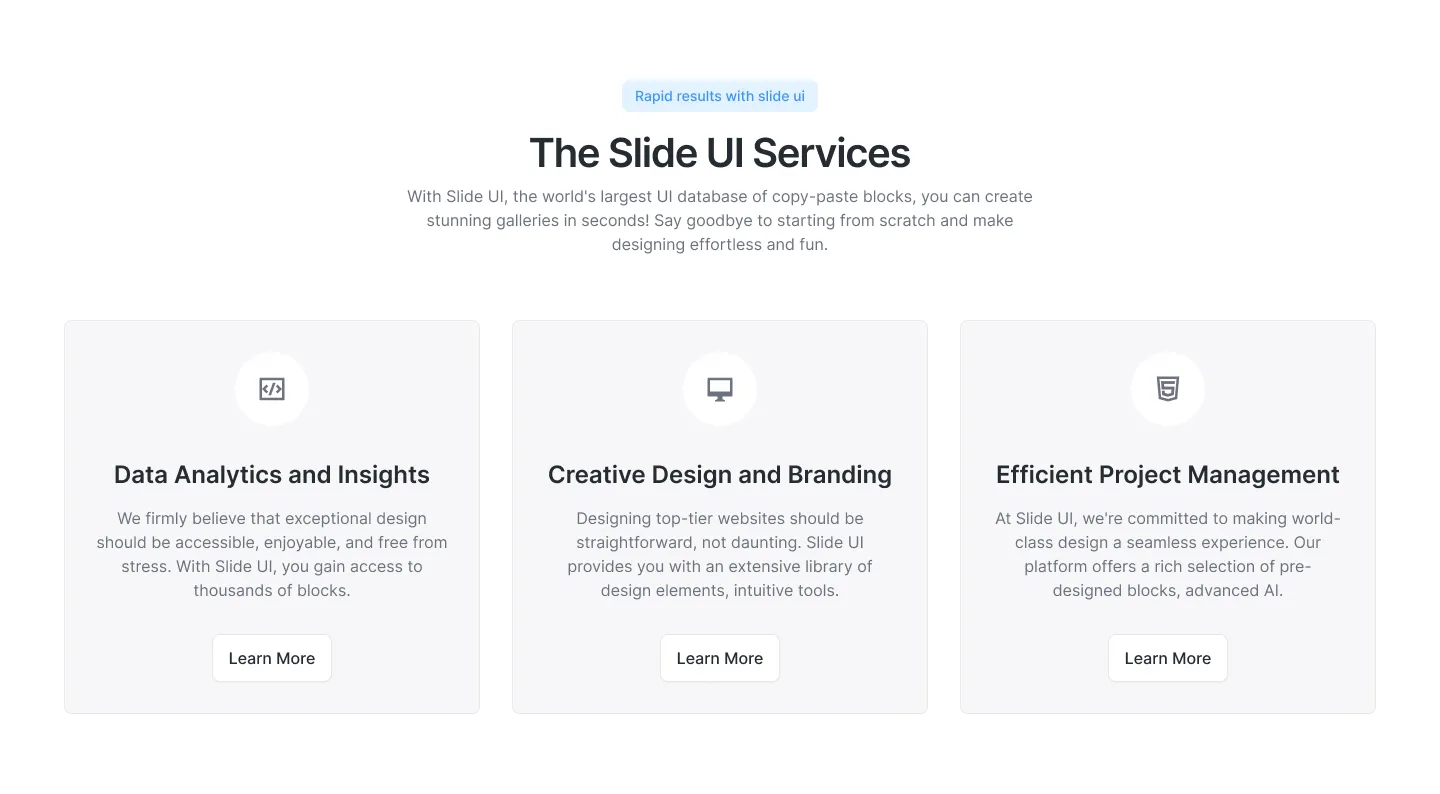 Rapid results with slide ui
The Slide UI Services
With Slide UI, the world's largest UI database of copy-paste blocks, you can create
stunning galleries in seconds! Say goodbye to starting from scratch and make
designing effortless and fun.
Data Analytics and Insights
We firmly believe that exceptional design
should be accessible, enjoyable, and free from
stress. With Slide UI, you gain access to
thousands of blocks.
Learn More
Creative Design and Branding
Designing top-tier websites should be
straightforward, not daunting. Slide UI
provides you with an extensive library of
design elements, intuitive tools.
Learn More
Efficient Project Management
At Slide UI, we're committed to making world-
class design a seamless experience. Our
platform offers a rich selection of pre-
designed blocks, advanced AI.
Learn More